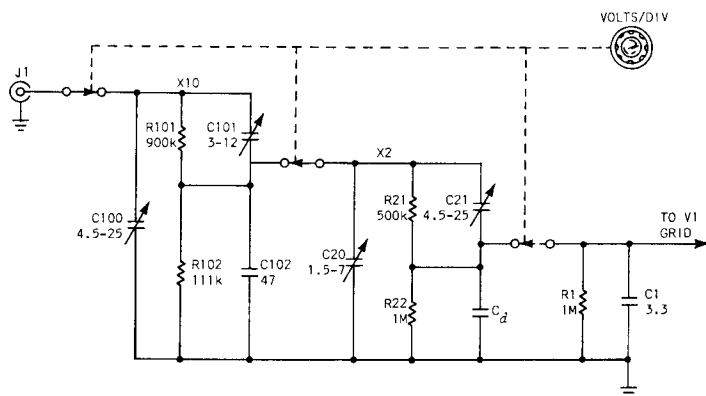 VOLTS/DIV
J1
X10
R101
900k
C101
3-12
X2
C100
4.5-25
R21
500k
C21
4.5-25
TO V1
GRID
R102
111k
C102
47
C20
1.5-7
R22
1M
Cd
R1
1M
C1
3.3